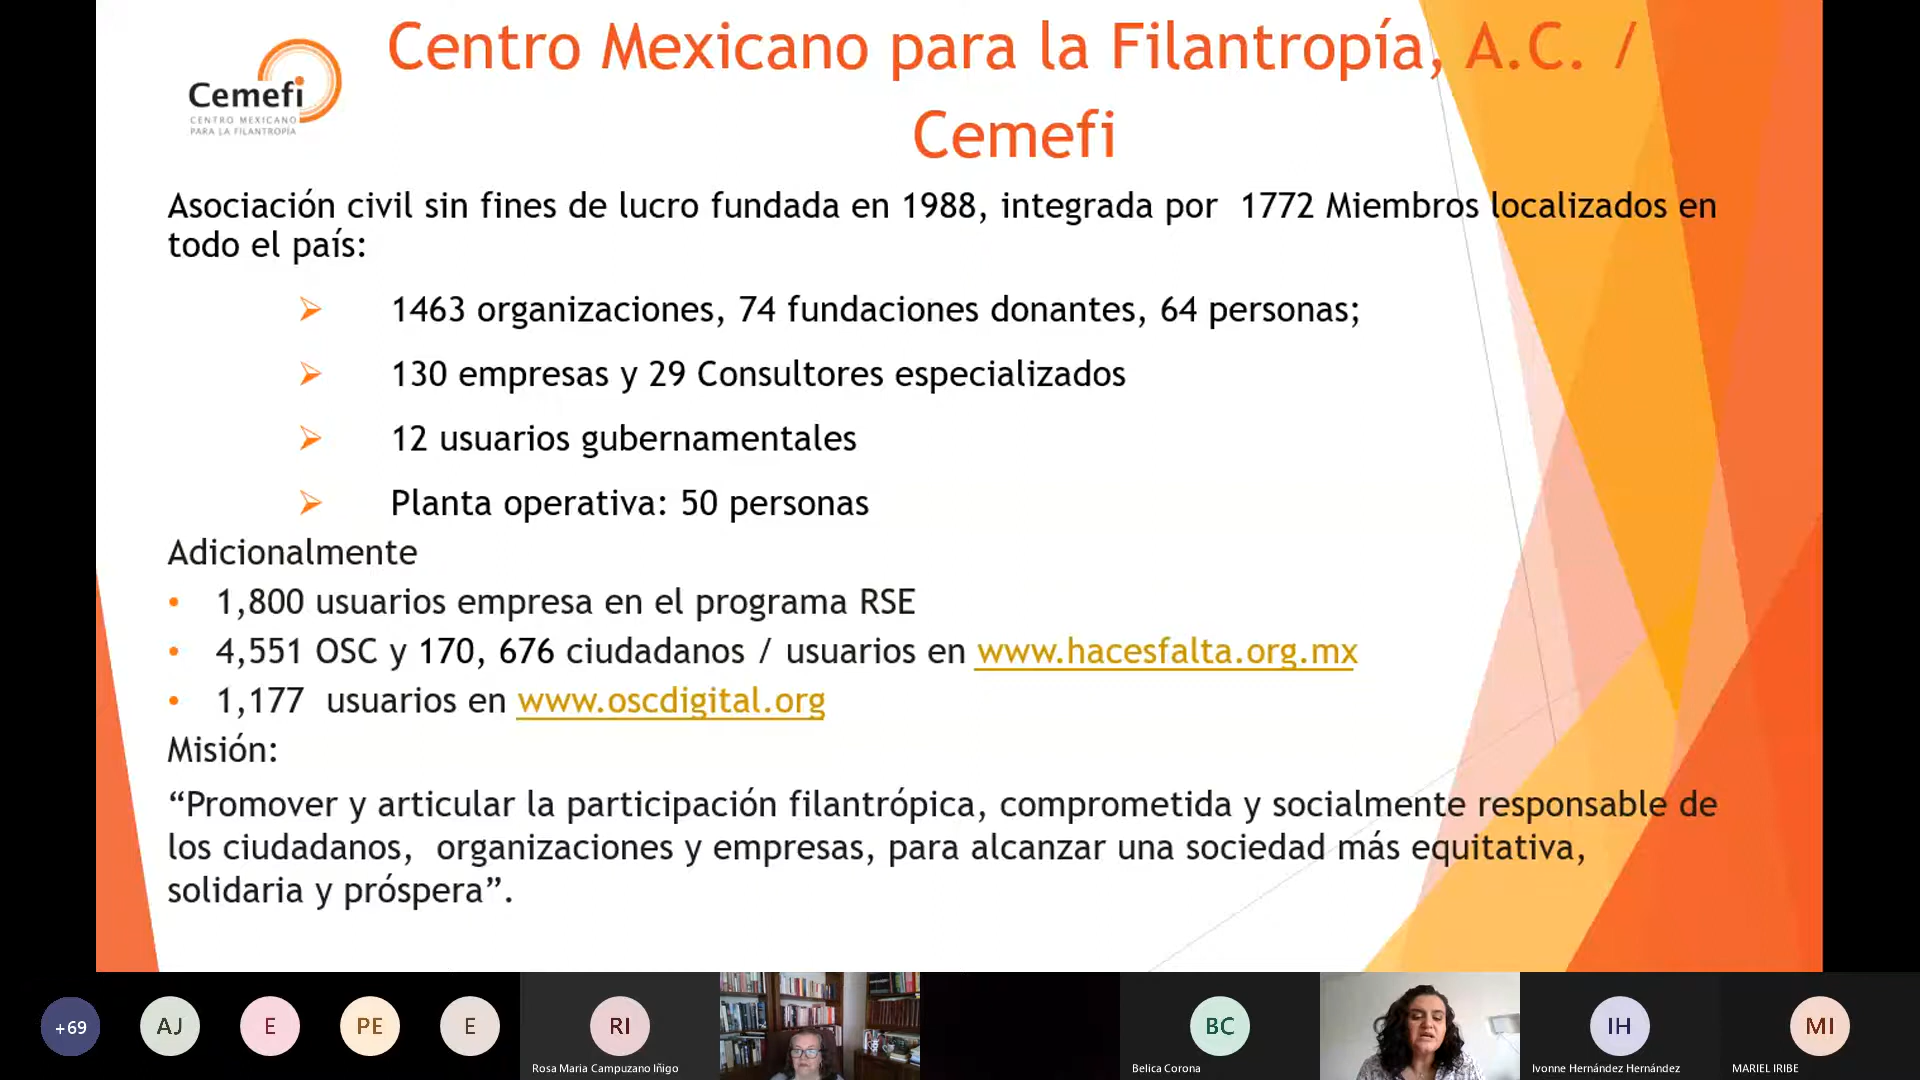 Centro Mexicano para la Filantropía, A.C. /
Cemefi
Cemefi
CENTRO MEXICANO
PARA LA FILANTROPÍA
Asociación civil sin fines de lucro fundada en 1988, integrada por 1772 Miembros localizados en
todo el país:
1463 organizaciones, 74 fundaciones donantes, 64 personas;
130 empresas y 29 Consultores especializados
12 usuarios gubernamentales
Planta operativa: 50 personas
Adicionalmente
• 1,800 usuarios empresa en el programa RSE
• 4,551 OSC y 170, 676 ciudadanos / usuarios en www.hacesfalta.org.mx
• 1,177 usuarios en www.oscdigital.org
Misión:
“Promover y articular la participación filantrópica, comprometida y socialmente responsable de
los ciudadanos, organizaciones y empresas, para alcanzar una sociedad más equitativa,
solidaria y próspera”.
+69
AJ
E
PE
E
RI
Rosa Maria Campuzano Iñigo
BC
Belica Corona
IH
Ivonne Hernández Hernández
MI
MARIEL IRIBE